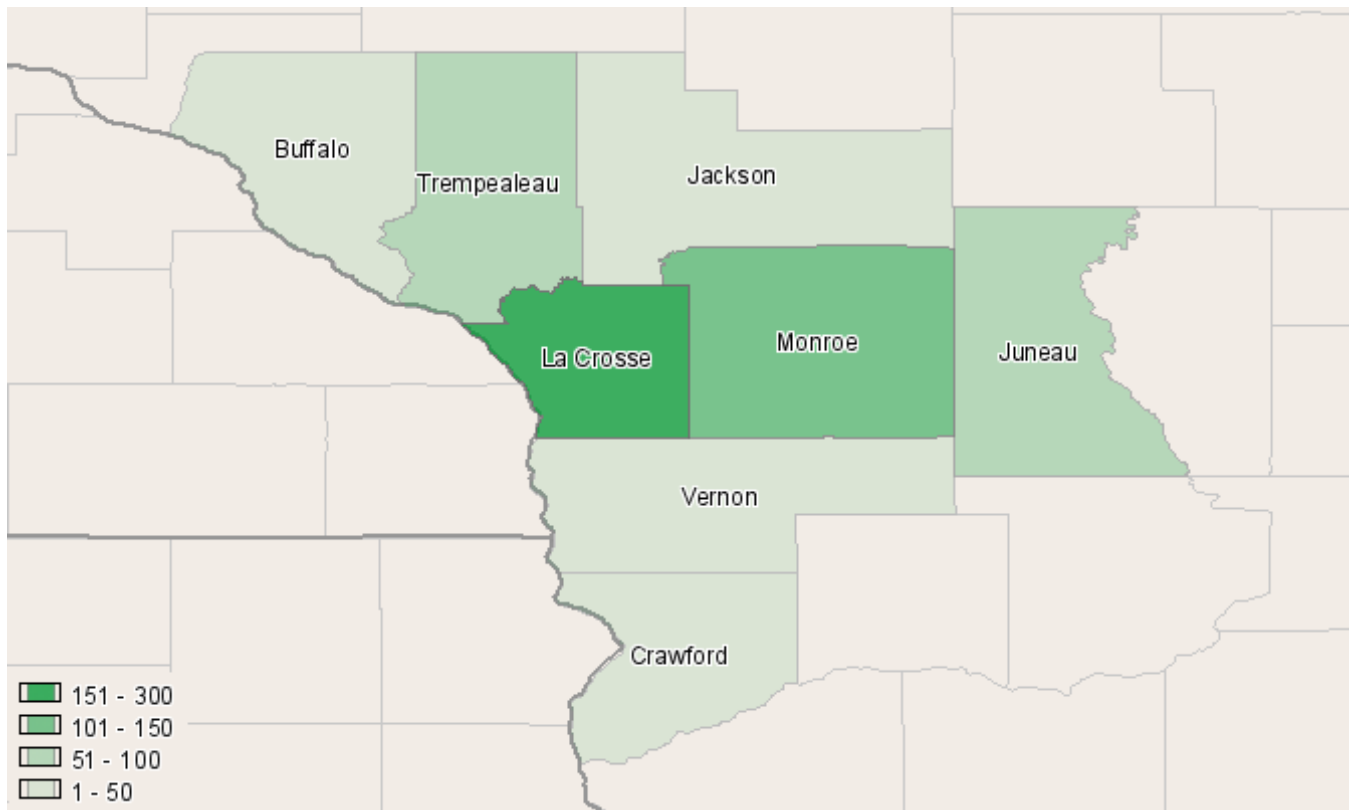 Buffalo
Trempealeau
Jackson
La Crosse
Monroe
Juneau
Vernon
Crawford
151 - 300
101 - 150
51 - 100
1 - 50